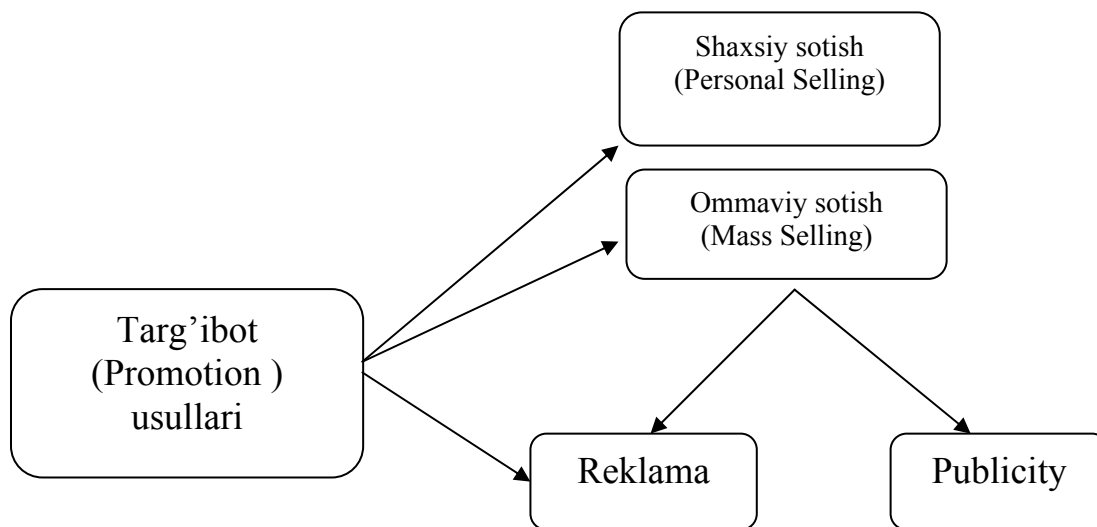 Shaxsiy sotish
(Personal Selling)
Ommaviy sotish
(Mass Selling)
Targ’ibot
(Promotion )
usullari
Reklama
Publicity